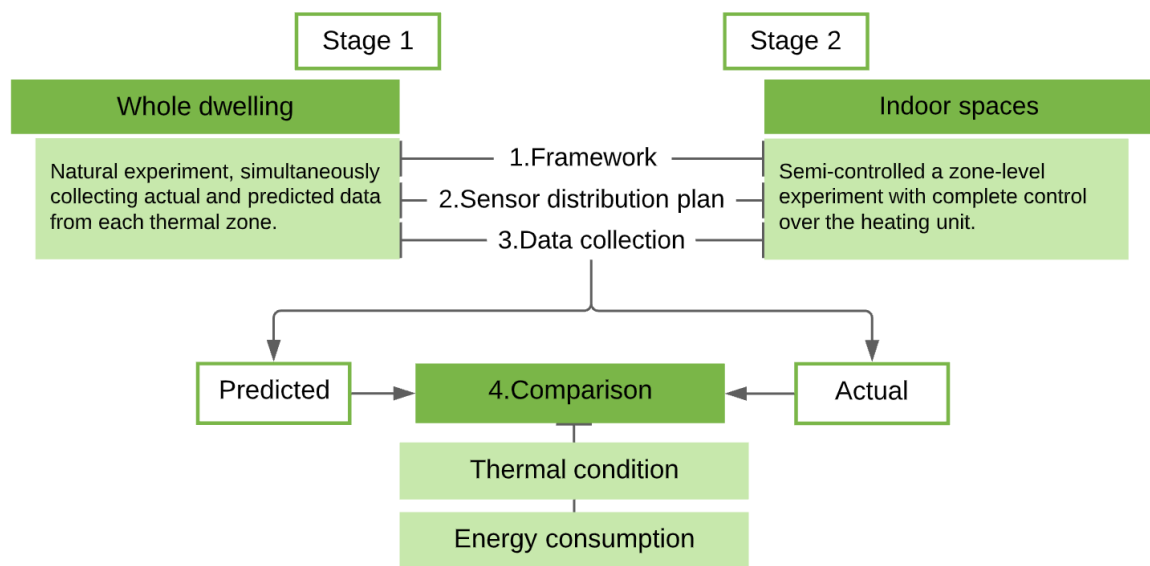 Stage 1
Stage 2
Whole dwelling
Indoor spaces
Natural experiment, simultaneously
collecting actual and predicted data
from each thermal zone.
1.Framework
2.Sensor distribution plan
3.Data collection
Semi-controlled a zone-level
experiment with complete control
over the heating unit.
Predicted
4.Comparison
Actual
Thermal condition
Energy consumption